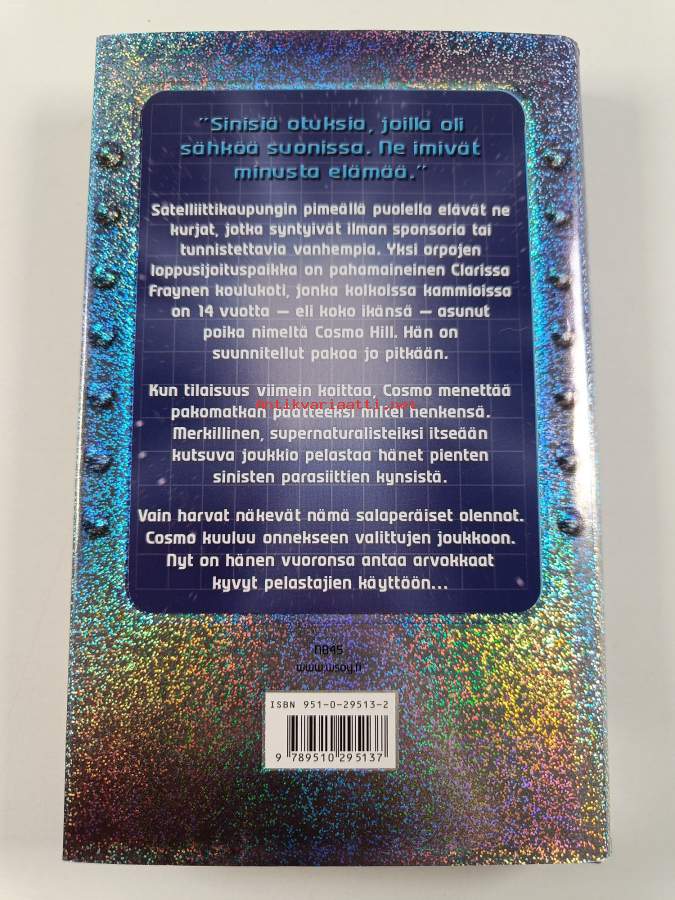 "Sinisiä otuksia, joilla oli
sähköä suonissa. Ne imivät
minusta elämää."
Satelliittikaupungin pimeällä puolella elävät ne
kurjat, jotka syntyivät ilman sponsoria tai
tunnistettavia vanhempia. Yksi orpojen
loppusijoituspaikka on pahamaineinen Clarissa
Fraynen koulukoti, jonka kolkoissa kammioissa
on 14 vuotta — eli koko ikänsä — asunut
poika nimeltä Cosmo Hill. Hän on
suunnitellut pakoa jo pitkään.
Kun tilaisuus viimein koittaa, Cosmo menettää
Antikvariaatti.net
pakomatkan päätteeksi miltei henkensä.
Merkillinen, supernaturalisteiksi itseään
kutsuva joukkio pelastaa hänet pienten
sinisten parasiittien kynsistä.
Vain harvat näkevät nämä salaperäiset olennot.
Cosmo kuuluu onnekseen valittujen joukkoon.
Nyt on hänen vuoronsa antaa arvokkaat
kyvyt pelastajien käyttöön...
N84.5
www.wsoy.fi
ISBN 951-0-29513-2
9 789510 295137